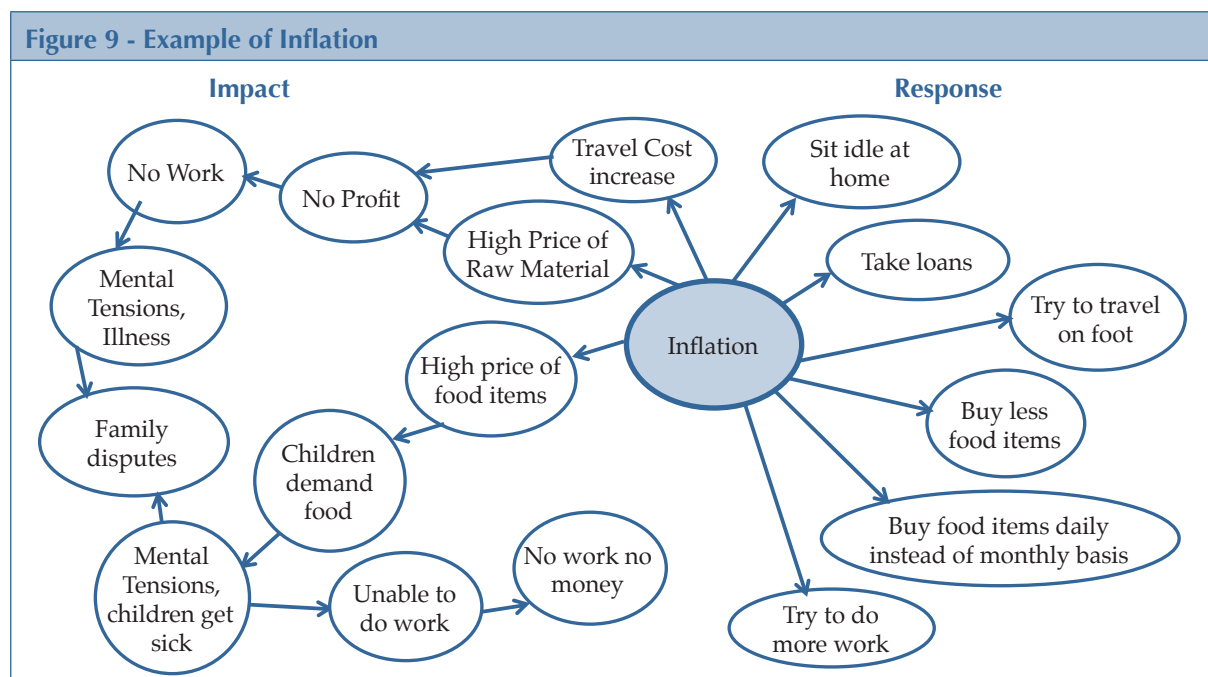 Figure 9 - Example of Inflation
Impact
Response
No Work
No Profit
Travel Cost
increase
High Price of
Raw Material
Mental
Tensions,
Illness
Family
disputes
High price of
food items
Children
demand
food
Mental
Tensions,
children get
sick
Unable to
do work
No work no
money
Inflation
Sit idle at
home
Take loans
Try to travel
on foot
Buy less
food items
Buy food items daily
instead of monthly basis
Try to do
more work